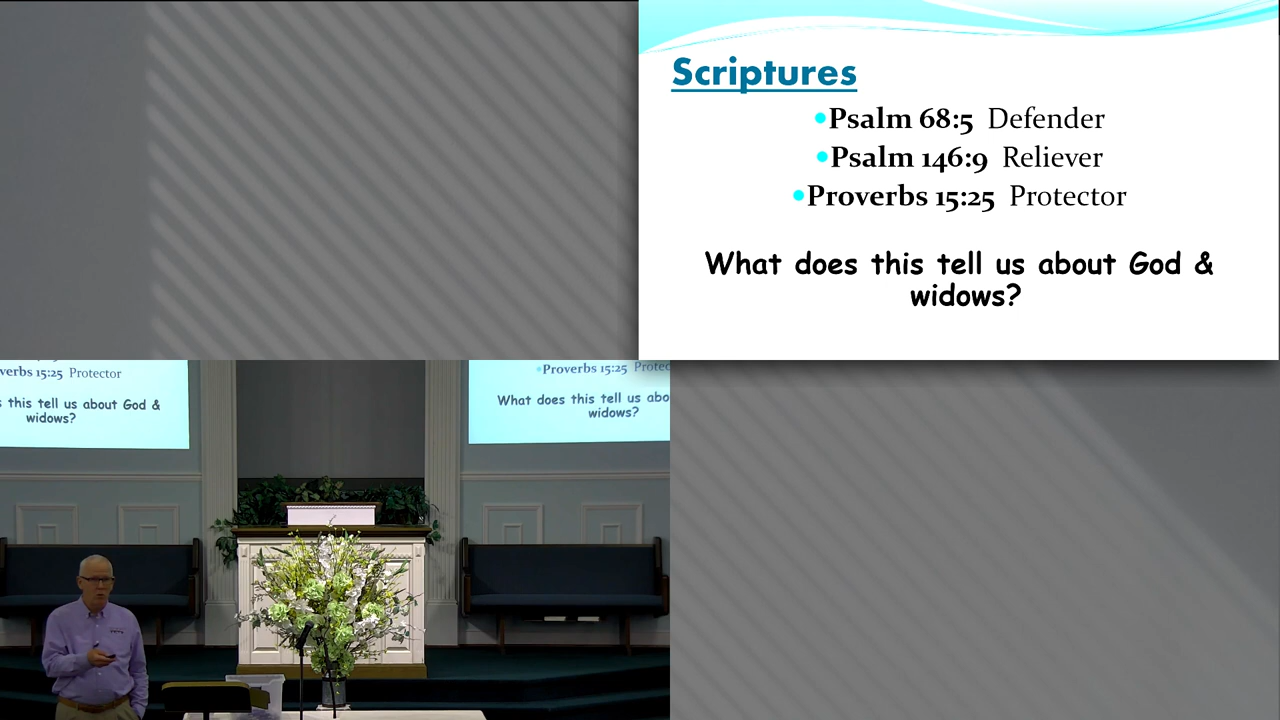 Scriptures
•Psalm 68:5 Defender
•Psalm 146:9 Reliever
•Proverbs 15:25 Protector
What does this tell us about God &
widows?
verbs 15:25 Protector
s this tell us about God &
widows?
•Proverbs 15:25 Protec
What does this tell us abo
widows?